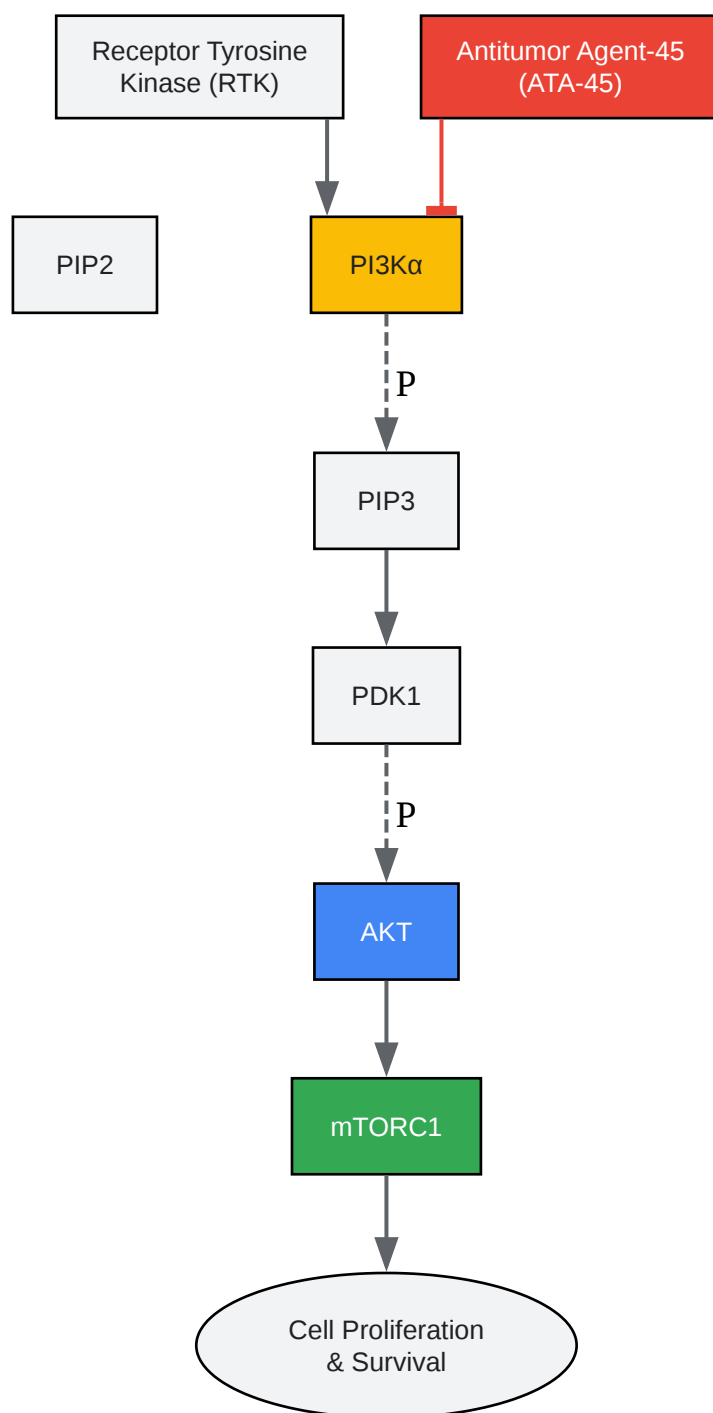 Receptor Tyrosine
Kinase (RTK)
Antitumor Agent-45
(ATA-45)
PIP2
PI3Kα
P
PIP3
PDK1
P
AKT
mTORC1
Cell Proliferation
& Survival